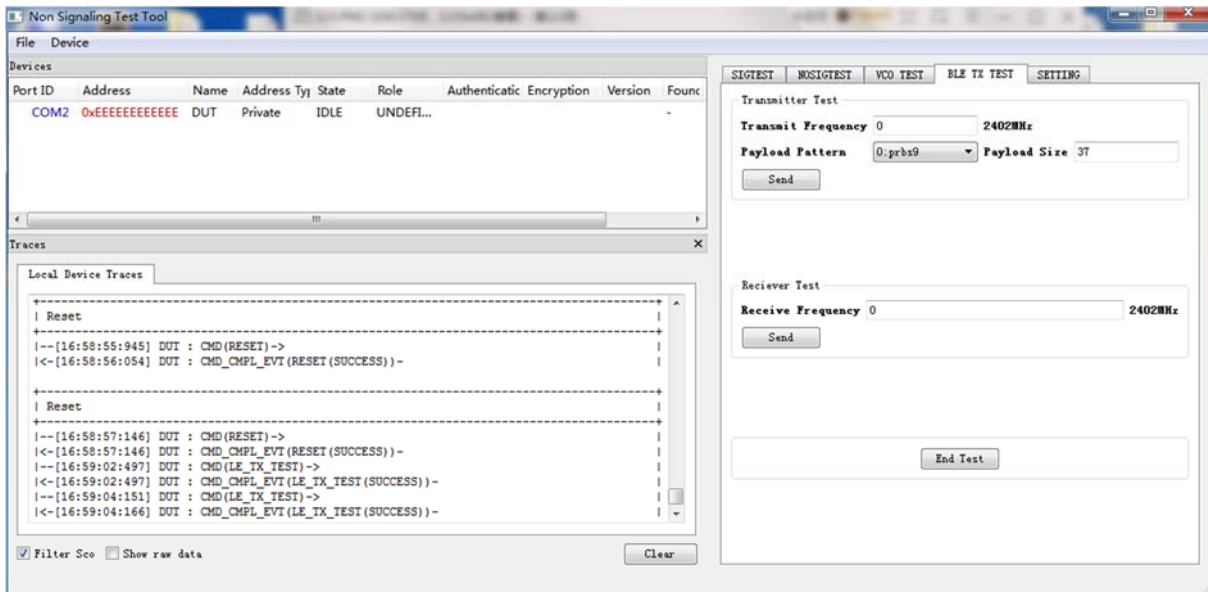 Non Signaling Test Tool
File Device
Devices
Port ID Address Name Address Typ State Role Authenticatic Encryption Version Founc
COM2 0xEEEEEEEEEEEE DUT Private IDLE UNDEFI... -
Traces
Local Device Traces
+--------------------------------------------------------------------------------+
| Reset |
+--------------------------------------------------------------------------------+
|--[16:58:55:945] DUT : CMD(RESET)-> |
|<-[16:58:56:054] DUT : CMD_CMPL_EVT(RESET(SUCCESS))- |
+--------------------------------------------------------------------------------+
| Reset |
+--------------------------------------------------------------------------------+
|--[16:58:57:146] DUT : CMD(RESET)-> |
|<-[16:58:57:146] DUT : CMD_CMPL_EVT(RESET(SUCCESS))- |
|--[16:59:02:497] DUT : CMD(LE_TX_TEST)-> |
|<-[16:59:02:497] DUT : CMD_CMPL_EVT(LE_TX_TEST(SUCCESS))- |
|--[16:59:04:151] DUT : CMD(LE_TX_TEST)-> |
|<-[16:59:04:166] DUT : CMD_CMPL_EVT(LE_TX_TEST(SUCCESS))- |
Filter Sco Show raw data Clear
SIGTEST NOSIGTEST VCO TEST BLE TX TEST SETTING
Transmitter Test
Transmit Frequency 0 2402MHz
Payload Pattern 0:prbs9 Payload Size 37
Send
Reciever Test
Receive Frequency 0 2402MHz
Send
End Test